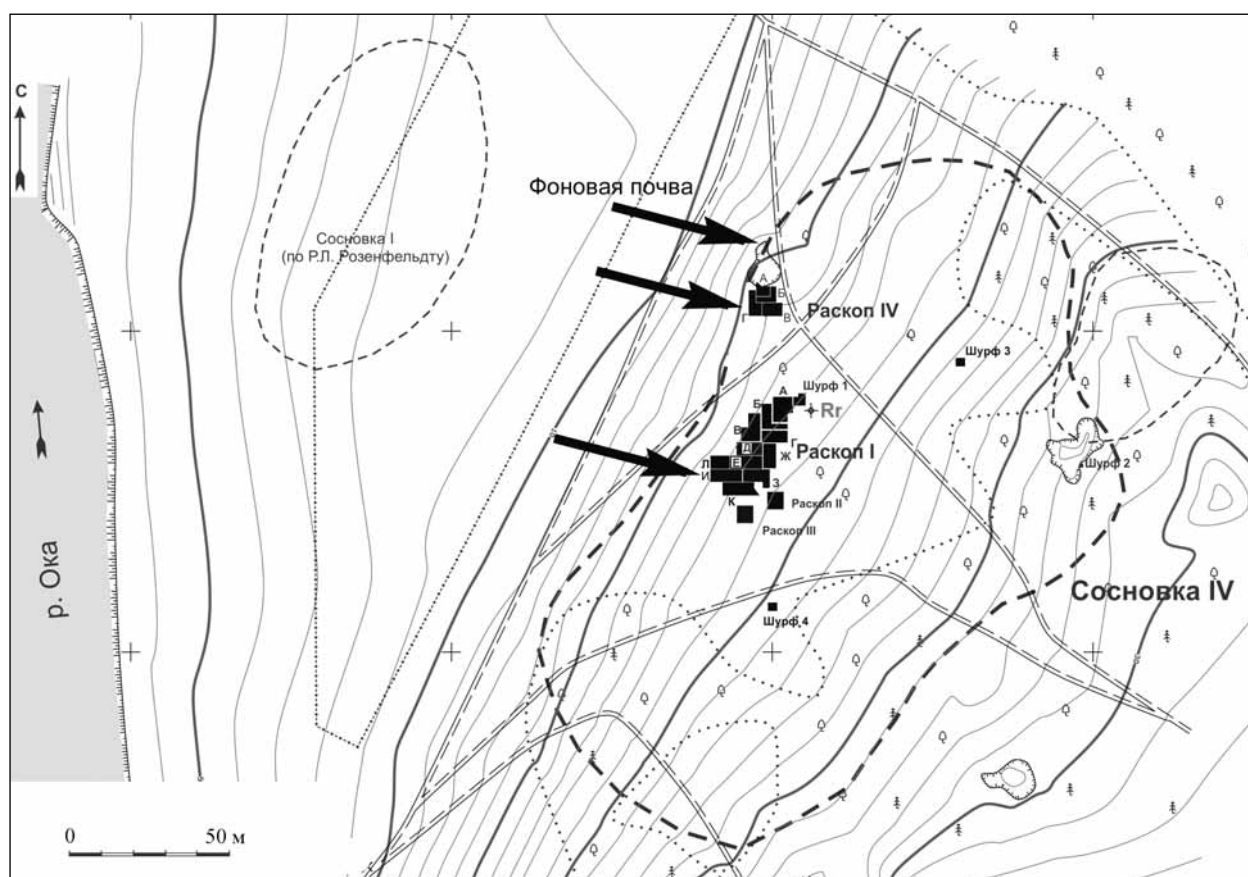 С
Фоновая почва
Сосновка I
(по Р.Л. Розенфельдту)
А
Б
Г
В
Раскоп IV
Шурф 3
А
Шурф 1
Б
Rr
В
Г
Раскоп I
Д
Ж
Л
Е
И
Шурф 2
З
К
Раскоп II
Раскоп III
р. Ока
Сосновка IV
Шурф 4
0
50 м